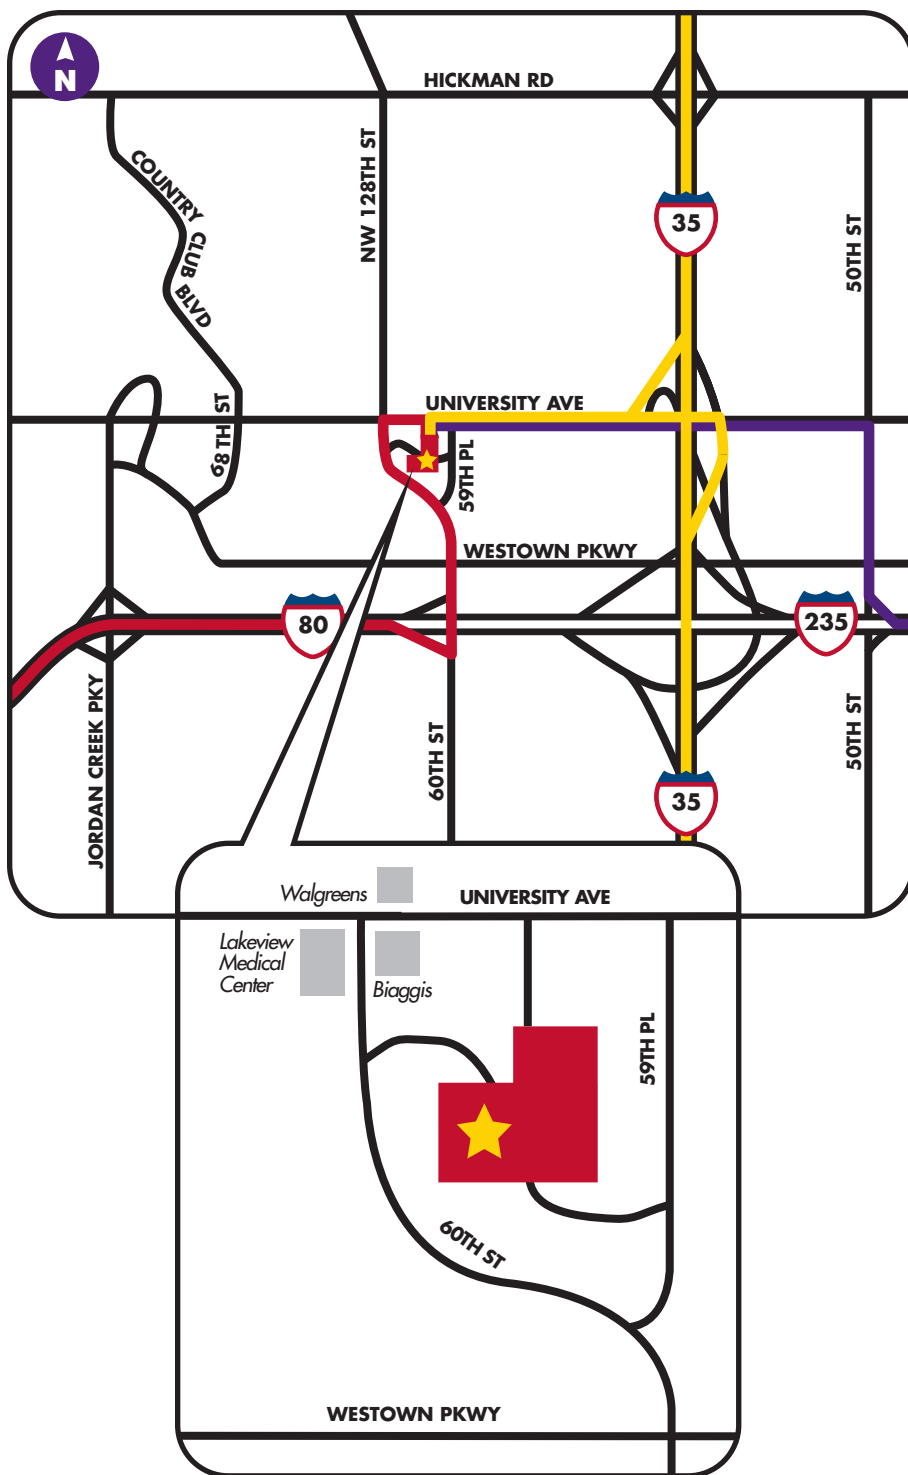 N
HICKMAN RD
COUNTRY CLUB BLVD
NW 128TH ST
35
50TH ST
68 TH ST
UNIVERSITY AVE
59TH PL
WESTOWN PKWY
80
235
JORDAN CREEK PKY
60TH ST
50TH ST
35
Walgreens
UNIVERSITY AVE
Lakeview
Medical
Center
Biaggis
59TH PL
60TH ST
WESTOWN PKWY